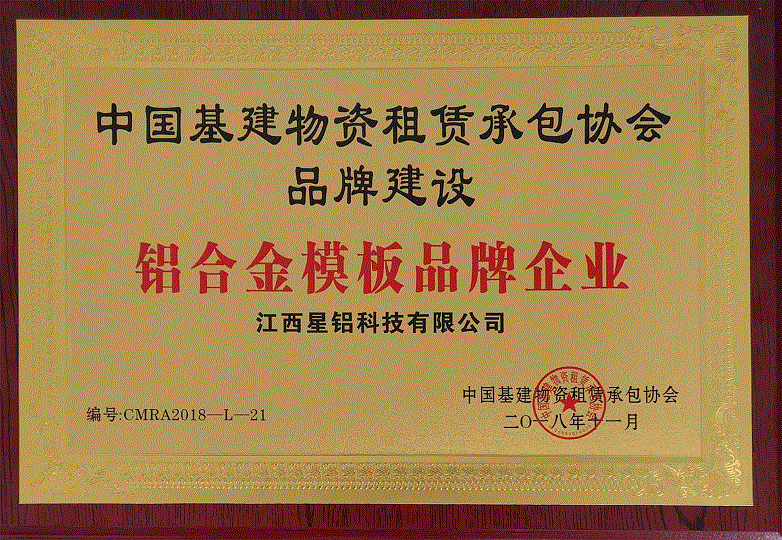 中国基建物资租赁承包协会
品牌建设
铝合金模板品牌企业
江西星铝科技有限公司
编号:CMRA2018—L—21
中国基建物资租赁承包协会
二〇一八年十一月